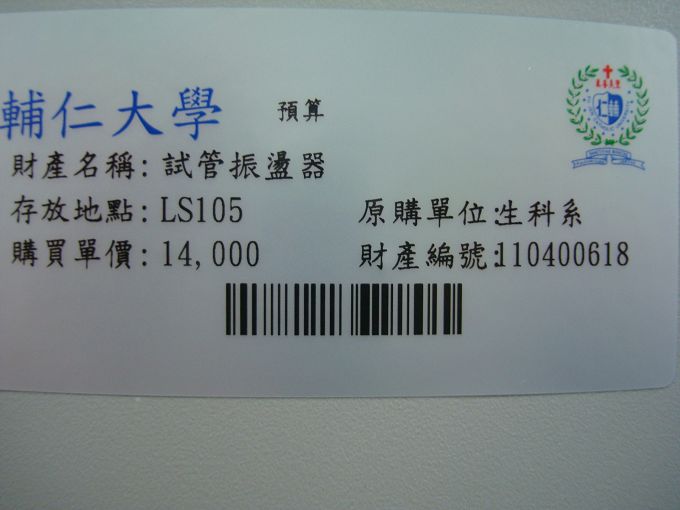 輔仁大學 預算
財產名稱: 試管振盪器
存放地點: LS105 原購單位:生科系
購買單價: 14,000 財產編號:110400618